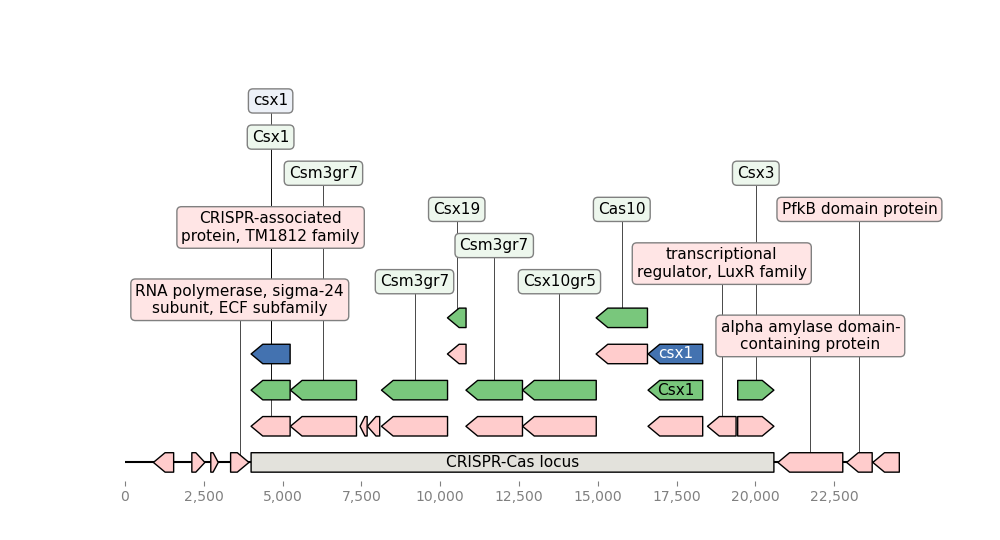 csx1
Csx1
Csm3gr7
Csx3
Csx19
Cas10
PfkB domain protein
CRISPR-associated
protein, TM1812 family
Csm3gr7
transcriptional
regulator, LuxR family
Csm3gr7
Csx10gr5
RNA polymerase, sigma-24
subunit, ECF subfamily
alpha amylase domain-
containing protein
csx1
Csx1
CRISPR-Cas locus
0 2,500 5,000 7,500 10,000 12,500 15,000 17,500 20,000 22,500